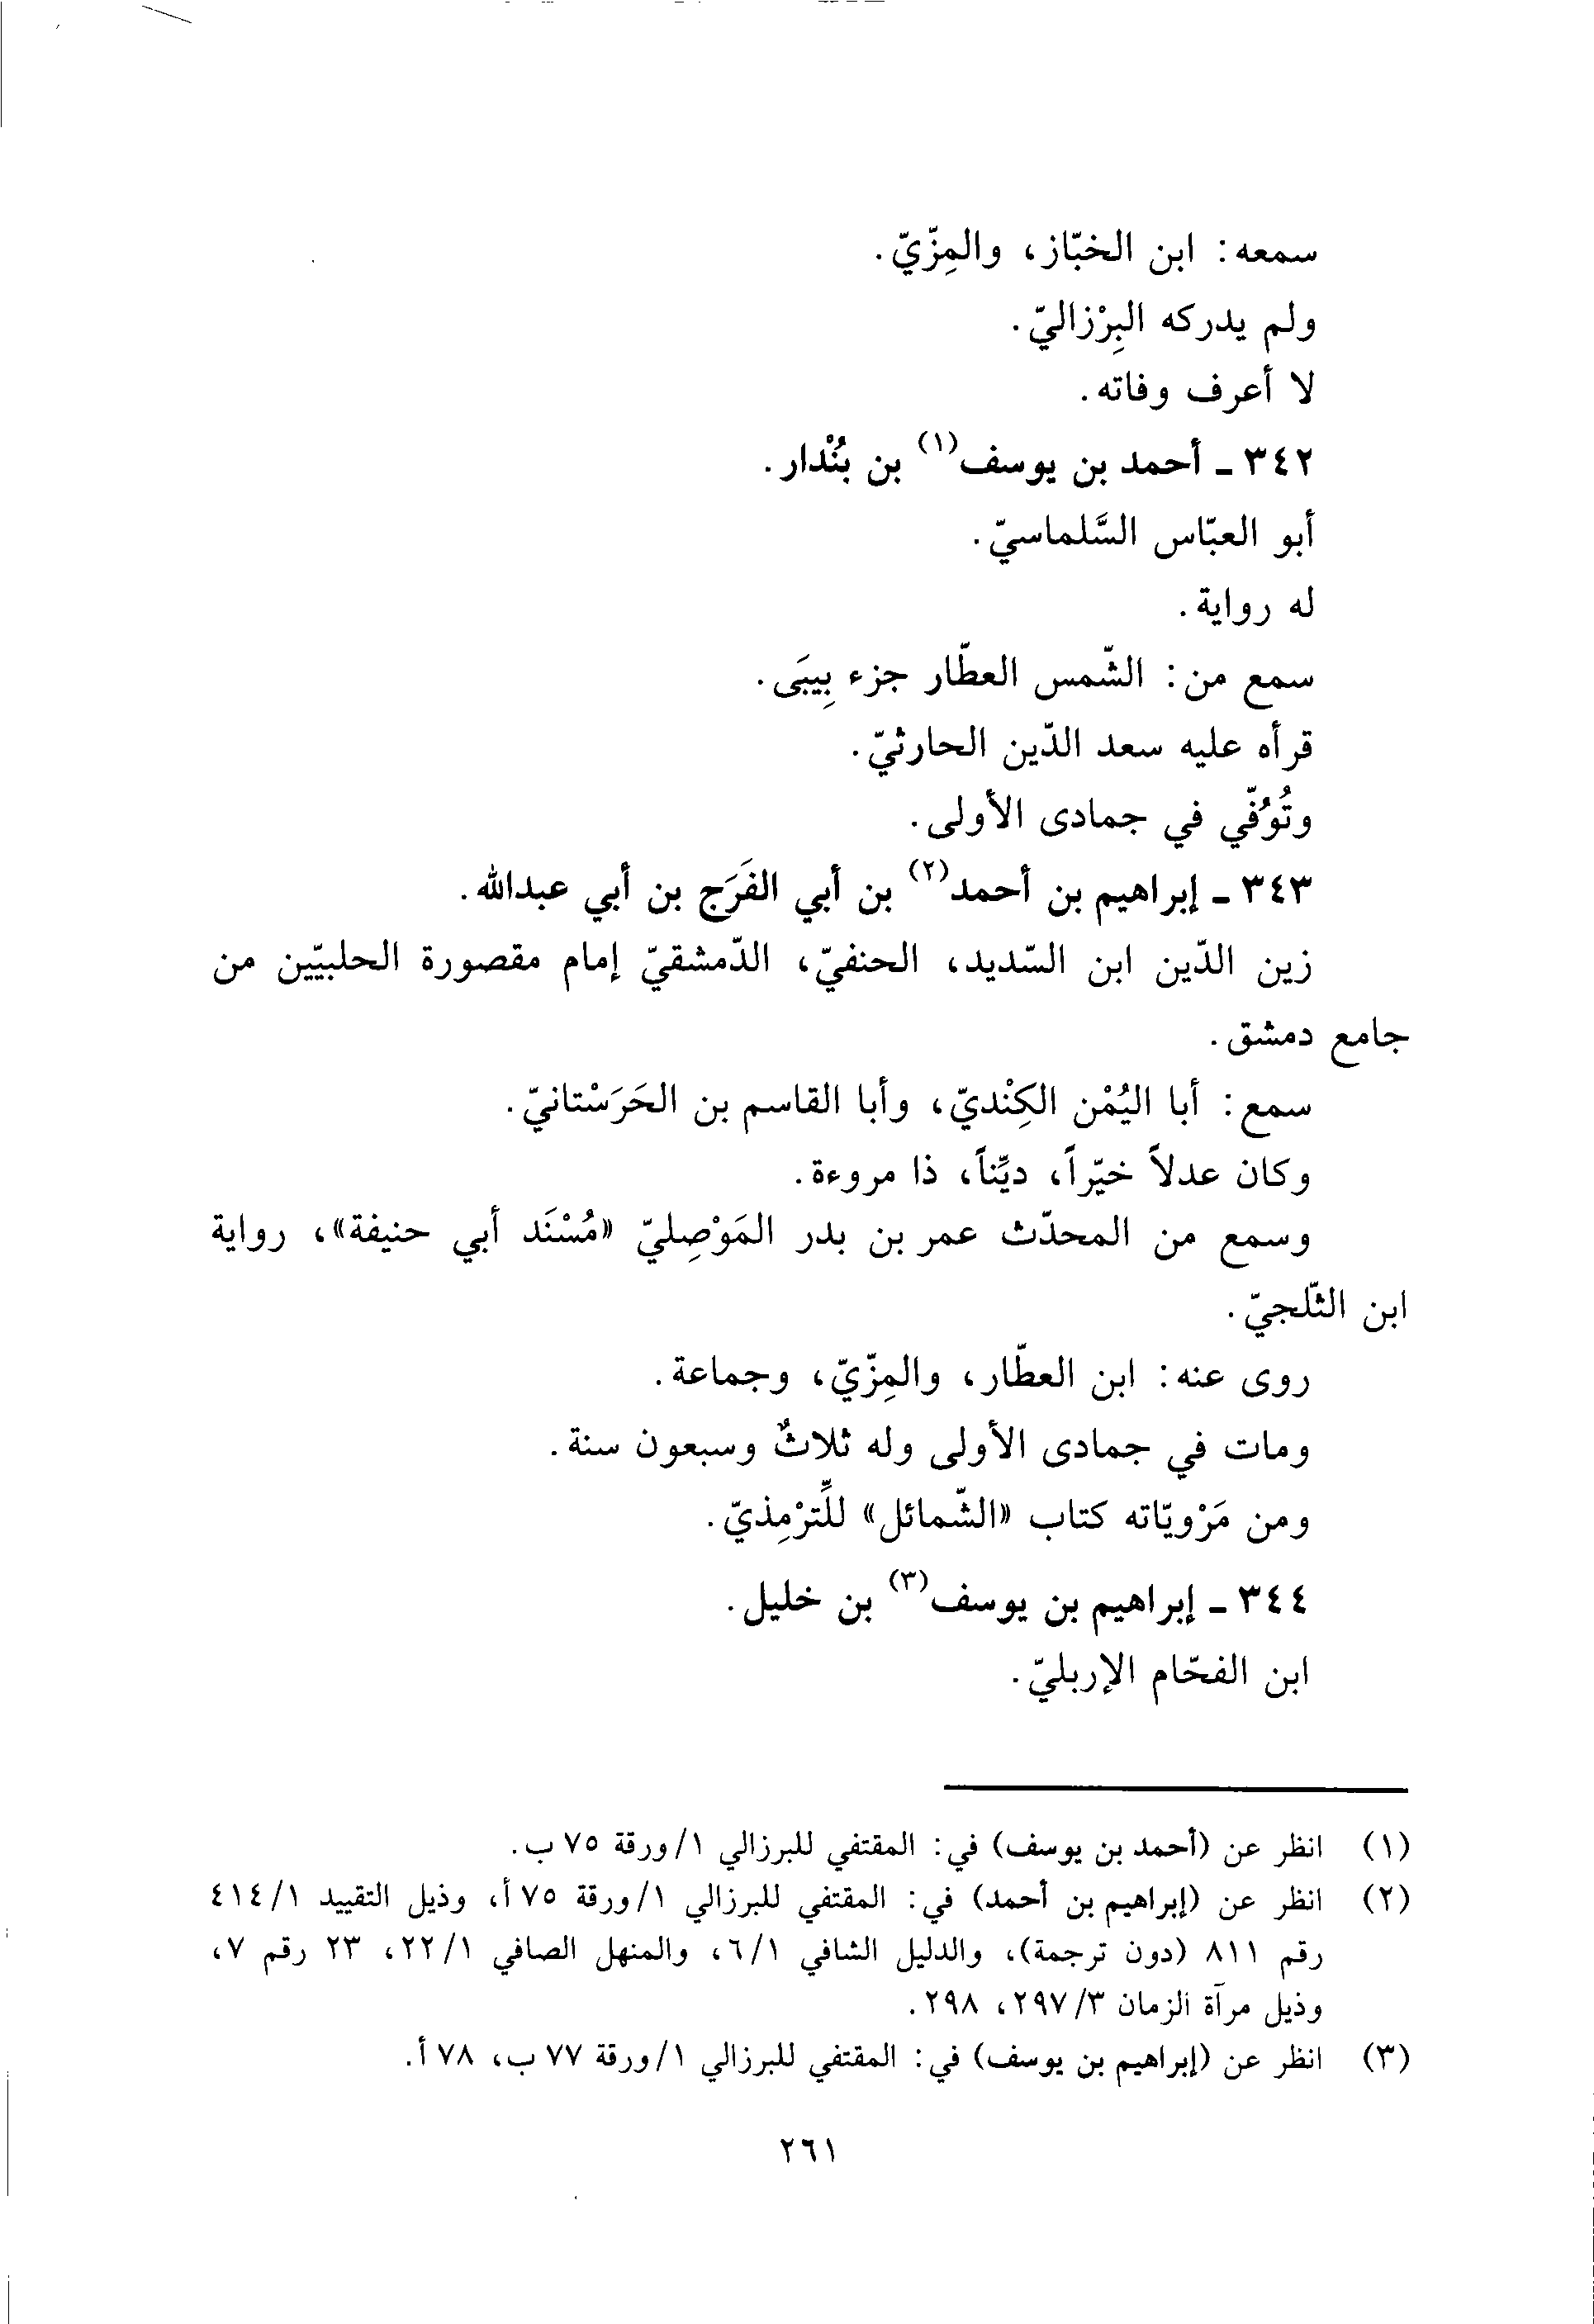 سمعه: ابن الخبّاز، والمِزّيّ.
ولم يدركه البِرْزاليّ.
لا أعرف وفاته.
٣٤٢ ـ أحمد بن يوسف(١) بن بُنْدار.
أبو العبّاس السَّلماسيّ.
له رواية.
سمع من: الشّمس العطّار جزء بِيبَى.
قرأه عليه سعد الدّين الحارثيّ.
وتُوُفّي في جمادى الأولى.
٣٤٣ ـ إبراهيم بن أحمد(٢) بن أبي الفَرَج بن أبي عبدالله.
زين الدّين ابن السّديد، الحنفيّ، الدّمشقيّ إمام مقصورة الحلبيّين من
جامع دمشق.
سمع: أبا اليُمْن الكِنْديّ، وأبا القاسم بن الحَرَسْتانيّ.
وكان عدلاً خيّراً، ديِّناً، ذا مروءة.
وسمع من المحدّث عمر بن بدر المَوْصِليّ «مُسْنَد أبي حنيفة»، رواية
ابن الثّلجيّ.
روى عنه: ابن العطّار، والمِزّيّ، وجماعة.
ومات في جمادى الأولى وله ثلاثٌ وسبعون سنة.
ومن مَرْويّاته كتاب «الشّمائل» للتِّرْمِذيّ.
٣٤٤ ـ إبراهيم بن يوسف(٣) بن خليل.
ابن الفحّام الإربليّ.
(١) انظر عن (أحمد بن يوسف) في: المقتفي للبرزالي ١/ورقة ٧٥ ب.
(٢) انظر عن (إبراهيم بن أحمد) في: المقتفي للبرزالي ١/ورقة ٧٥ أ، وذيل التقييد ١/ ٤١٤
رقم ٨١١ (دون ترجمة)، والدليل الشافي ١/ ٦، والمنهل الصافي ١/ ٢٢، ٢٣ رقم ٧،
وذيل مرآة الزمان ٣/ ٢٩٧، ٢٩٨.
(٣) انظر عن (إبراهيم بن يوسف) في: المقتفي للبرزالي ١/ورقة ٧٧ ب، ٧٨ أ.
٢٦١